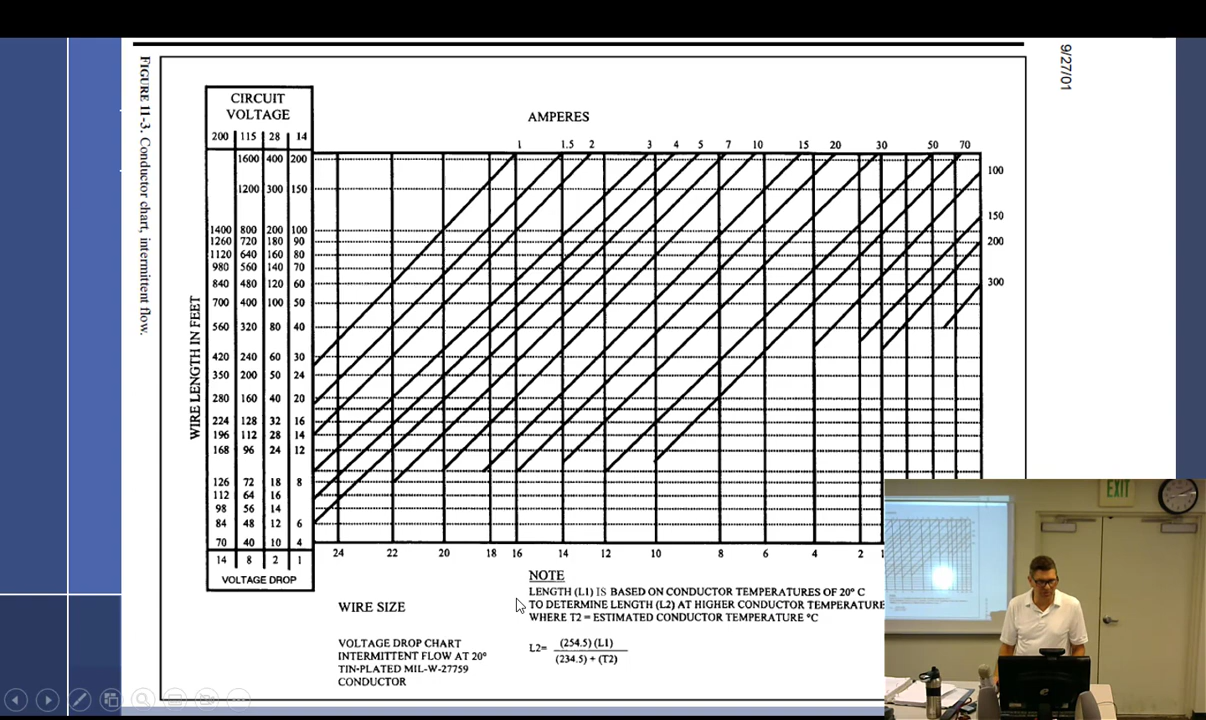 FIGURE 11-3. Conductor chart, intermittent flow.
9/27/01
CIRCUIT
VOLTAGE
200 115 28 14
AMPERES
1 1.5 2 3 4 5 7 10 15 20 30 50 70
100
150
200
300
WIRE LENGTH IN FEET
1600 400 200
1200 300 150
1400 800 200 100
1260 720 180 90
1120 640 160 80
980 560 140 70
840 480 120 60
700 400 100 50
560 320 80 40
420 240 60 30
350 200 50 24
280 160 40 20
224 128 32 16
196 112 28 14
168 96 24 12
126 72 18 8
112 64 16
98 56 14
84 48 12 6
70 40 10 4
14 8 2 1
VOLTAGE DROP
24 22 20 18 16 14 12 10 8 6 4 2 1
WIRE SIZE
VOLTAGE DROP CHART
INTERMITTENT FLOW AT 20°
TIN-PLATED MIL-W-27759
CONDUCTOR
NOTE
LENGTH (L1) IS BASED ON CONDUCTOR TEMPERATURES OF 20° C
TO DETERMINE LENGTH (L2) AT HIGHER CONDUCTOR TEMPERATURE
WHERE T2 = ESTIMATED CONDUCTOR TEMPERATURE °C
L2= (254.5) (L1)
(234.5) + (T2)
EXIT